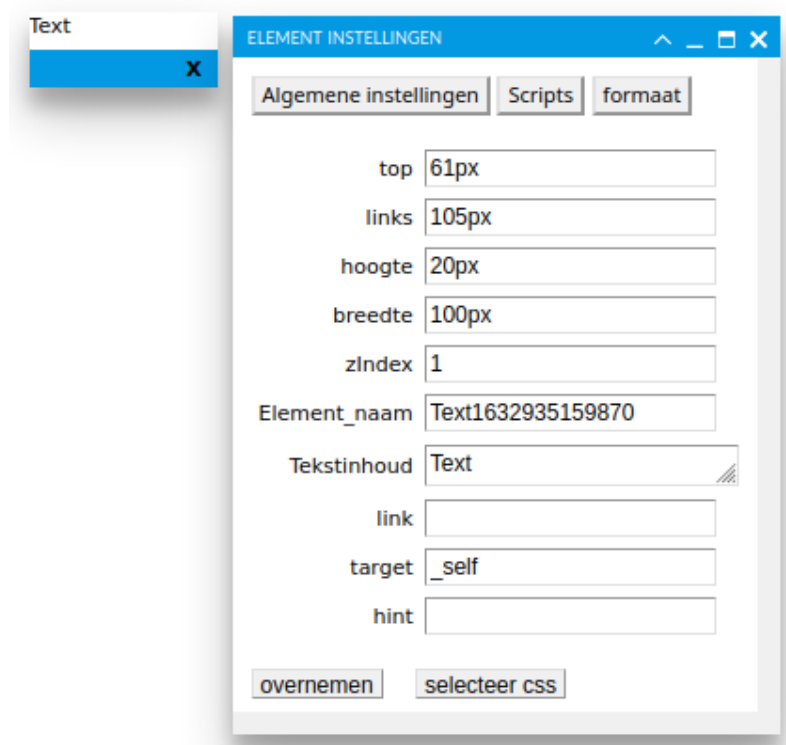 Text
X
ELEMENT INSTELLINGEN
Algemene instellingen Scripts formaat
top 61px
links 105px
hoogte 20px
breedte 100px
zIndex 1
Element_naam Text1632935159870
Tekstinhoud Text
link
target _self
hint
overnemen selecteer css